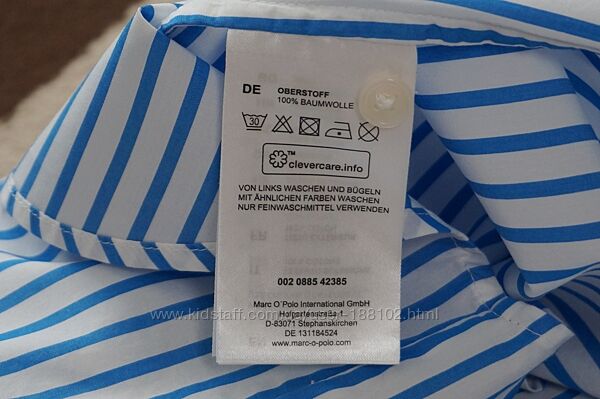 DE OBERSTOFF
100% BAUMWOLLE
30
™
clevercare.info
VON LINKS WASCHEN UND BÜGELN
MIT ÄHNLICHEN FARBEN WASCHEN
NUR FEINWASCHMITTEL VERWENDEN
002 0885 42385
Marc O´Polo International GmbH
Hofgartenstraße 1
D-83071 Stephanskirchen
DE 131184524
www.marc-o-polo.com